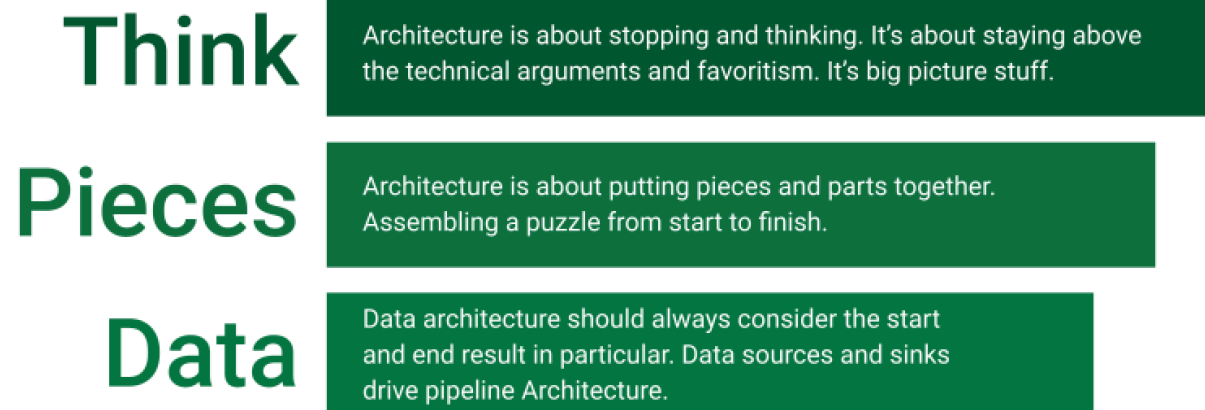 Think
Architecture is about stopping and thinking. It’s about staying above
the technical arguments and favoritism. It’s big picture stuff.
Pieces
Architecture is about putting pieces and parts together.
Assembling a puzzle from start to finish.
Data
Data architecture should always consider the start
and end result in particular. Data sources and sinks
drive pipeline Architecture.